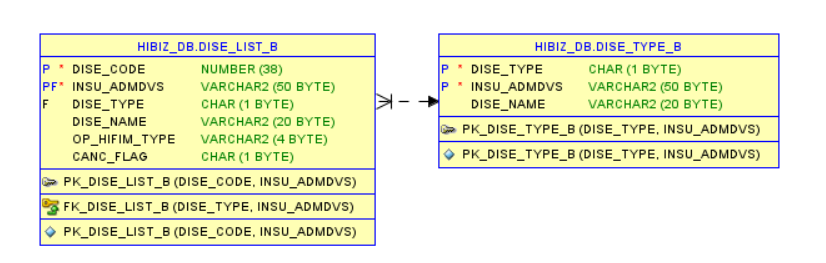 HIBIZ_DB.DISE_LIST_B
P * DISE_CODE NUMBER (38)
PF* INSU_ADMDVS VARCHAR2 (50 BYTE)
F DISE_TYPE CHAR (1 BYTE)
DISE_NAME VARCHAR2 (20 BYTE)
OP_HIFIM_TYPE VARCHAR2 (4 BYTE)
CANC_FLAG CHAR (1 BYTE)
PK_DISE_LIST_B (DISE_CODE, INSU_ADMDVS)
FK_DISE_LIST_B (DISE_TYPE, INSU_ADMDVS)
PK_DISE_LIST_B (DISE_CODE, INSU_ADMDVS)
HIBIZ_DB.DISE_TYPE_B
P * DISE_TYPE CHAR (1 BYTE)
P * INSU_ADMDVS VARCHAR2 (50 BYTE)
DISE_NAME VARCHAR2 (20 BYTE)
PK_DISE_TYPE_B (DISE_TYPE, INSU_ADMDVS)
PK_DISE_TYPE_B (DISE_TYPE, INSU_ADMDVS)